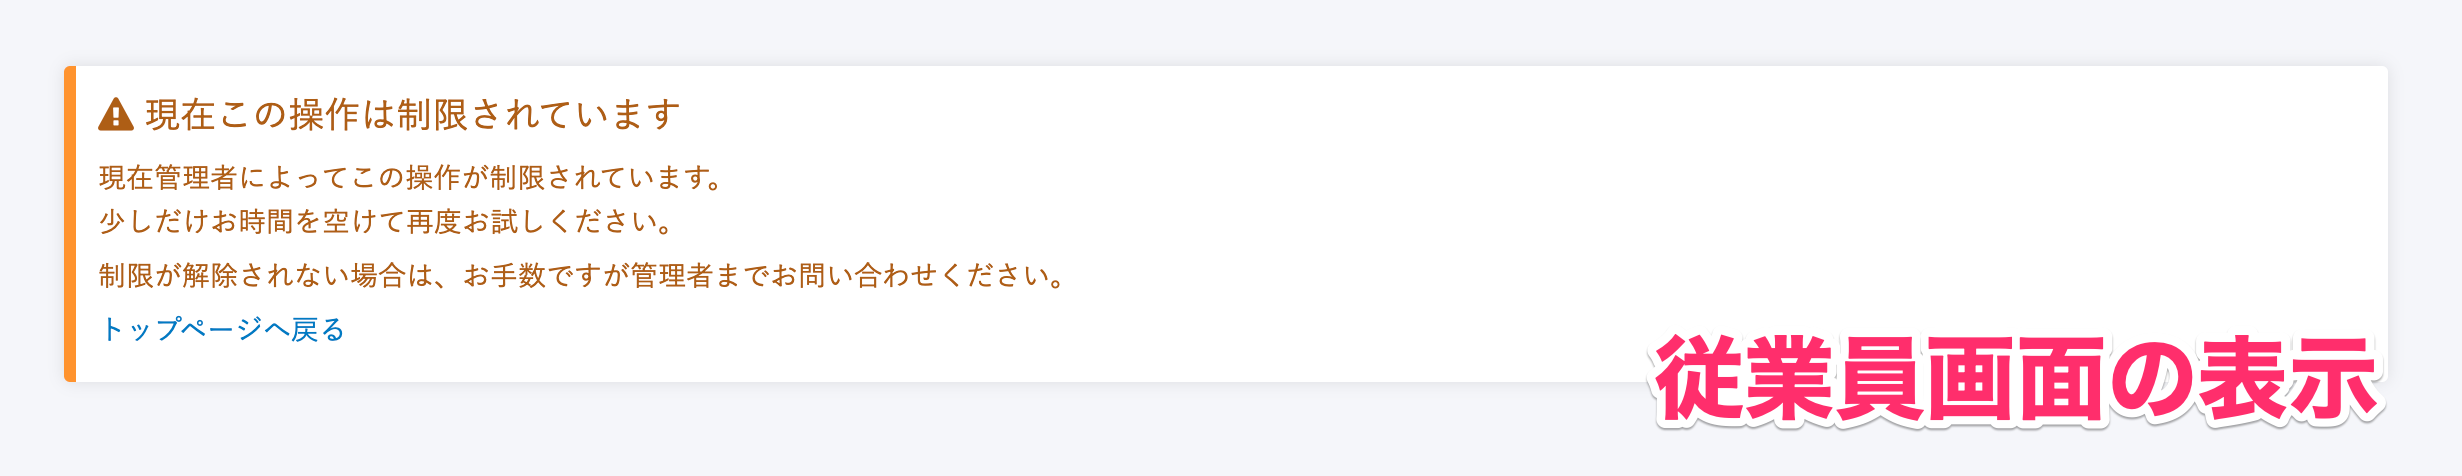 現在この操作は制限されています
現在管理者によってこの操作が制限されています。
少しだけお時間を空けて再度お試しください。
制限が解除されない場合は、お手数ですが管理者までお問い合わせください。
トップページへ戻る
従業員画面の表示